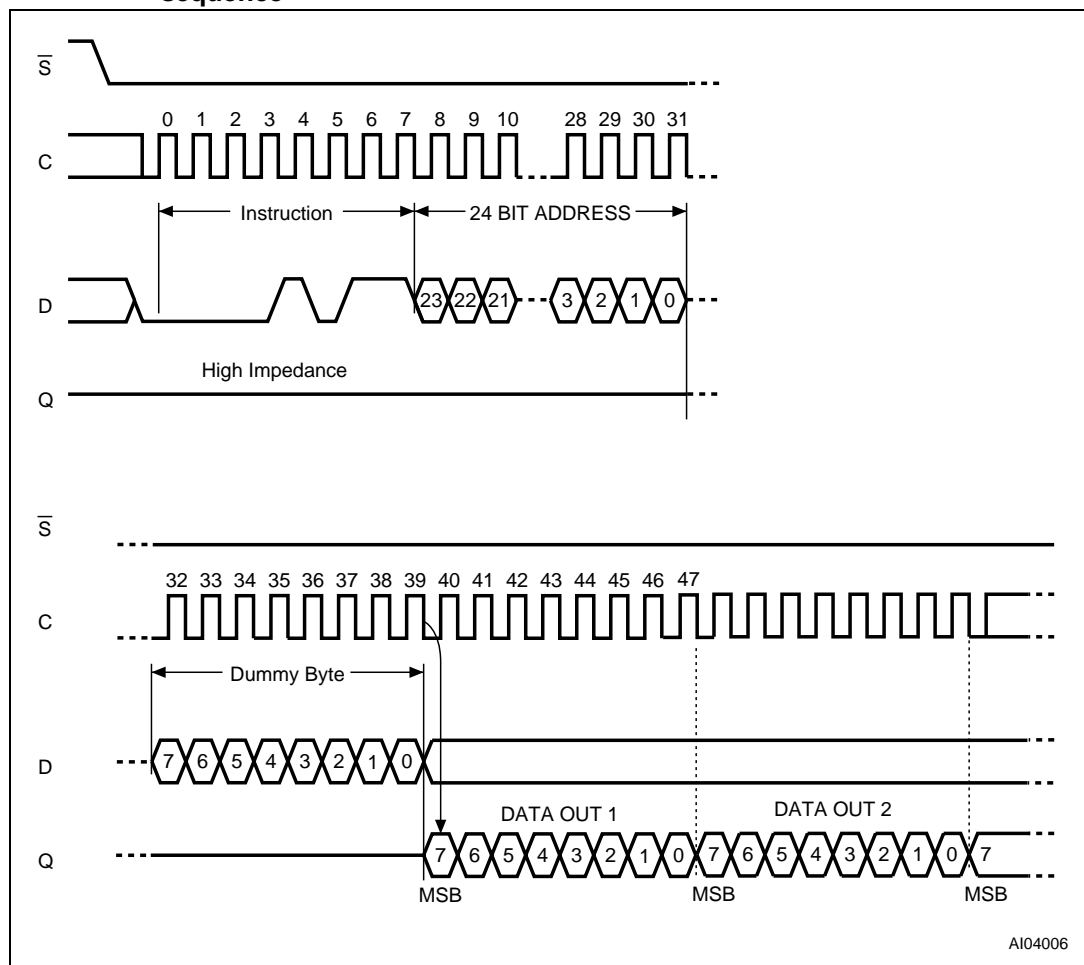 sequence
S
0 1 2 3 4 5 6 7 8 9 10 28 29 30 31
C
Instruction 24 BIT ADDRESS
D 23 22 21 3 2 1 0
High Impedance
Q
S
32 33 34 35 36 37 38 39 40 41 42 43 44 45 46 47
C
Dummy Byte
D 7 6 5 4 3 2 1 0
DATA OUT 1 DATA OUT 2
Q 7 6 5 4 3 2 1 0 7 6 5 4 3 2 1 0 7
MSB MSB MSB
AI04006